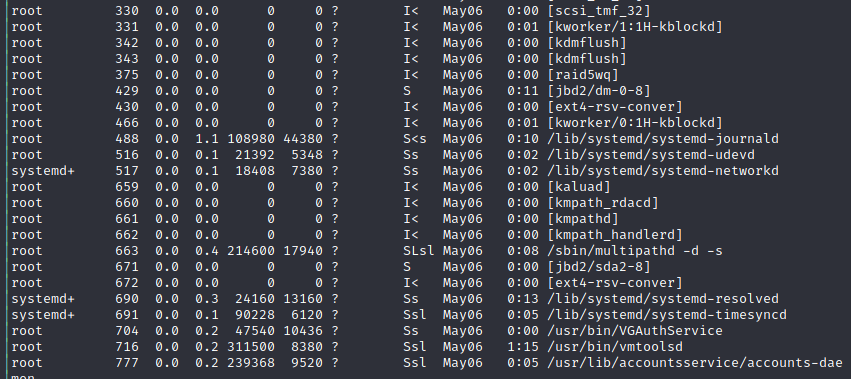 root 330 0.0 0.0 0 0 ? I< May06 0:00 [scsi_tmf_32]
root 331 0.0 0.0 0 0 ? I< May06 0:01 [kworker/1:1H-kblockd]
root 342 0.0 0.0 0 0 ? I< May06 0:00 [kdmflush]
root 343 0.0 0.0 0 0 ? I< May06 0:00 [kdmflush]
root 375 0.0 0.0 0 0 ? I< May06 0:00 [raid5wq]
root 429 0.0 0.0 0 0 ? S May06 0:11 [jbd2/dm-0-8]
root 430 0.0 0.0 0 0 ? I< May06 0:00 [ext4-rsv-conver]
root 466 0.0 0.0 0 0 ? I< May06 0:01 [kworker/0:1H-kblockd]
root 488 0.0 1.1 108980 44380 ? S<s May06 0:10 /lib/systemd/systemd-journald
root 516 0.0 0.1 21392 5348 ? Ss May06 0:02 /lib/systemd/systemd-udevd
systemd+ 517 0.0 0.1 18408 7380 ? Ss May06 0:02 /lib/systemd/systemd-networkd
root 659 0.0 0.0 0 0 ? I< May06 0:00 [kaluad]
root 660 0.0 0.0 0 0 ? I< May06 0:00 [kmpath_rdacd]
root 661 0.0 0.0 0 0 ? I< May06 0:00 [kmpathd]
root 662 0.0 0.0 0 0 ? I< May06 0:00 [kmpath_handlerd]
root 663 0.0 0.4 214600 17940 ? SLsl May06 0:08 /sbin/multipathd -d -s
root 671 0.0 0.0 0 0 ? S May06 0:00 [jbd2/sda2-8]
root 672 0.0 0.0 0 0 ? I< May06 0:00 [ext4-rsv-conver]
systemd+ 690 0.0 0.3 24160 13160 ? Ss May06 0:13 /lib/systemd/systemd-resolved
systemd+ 691 0.0 0.1 90228 6120 ? Ssl May06 0:05 /lib/systemd/systemd-timesyncd
root 704 0.0 0.2 47540 10436 ? Ss May06 0:00 /usr/bin/VGAuthService
root 716 0.0 0.2 311500 8380 ? Ssl May06 1:15 /usr/bin/vmtoolsd
root 777 0.0 0.2 239368 9520 ? Ssl May06 0:05 /usr/lib/accountsservice/accounts-dae